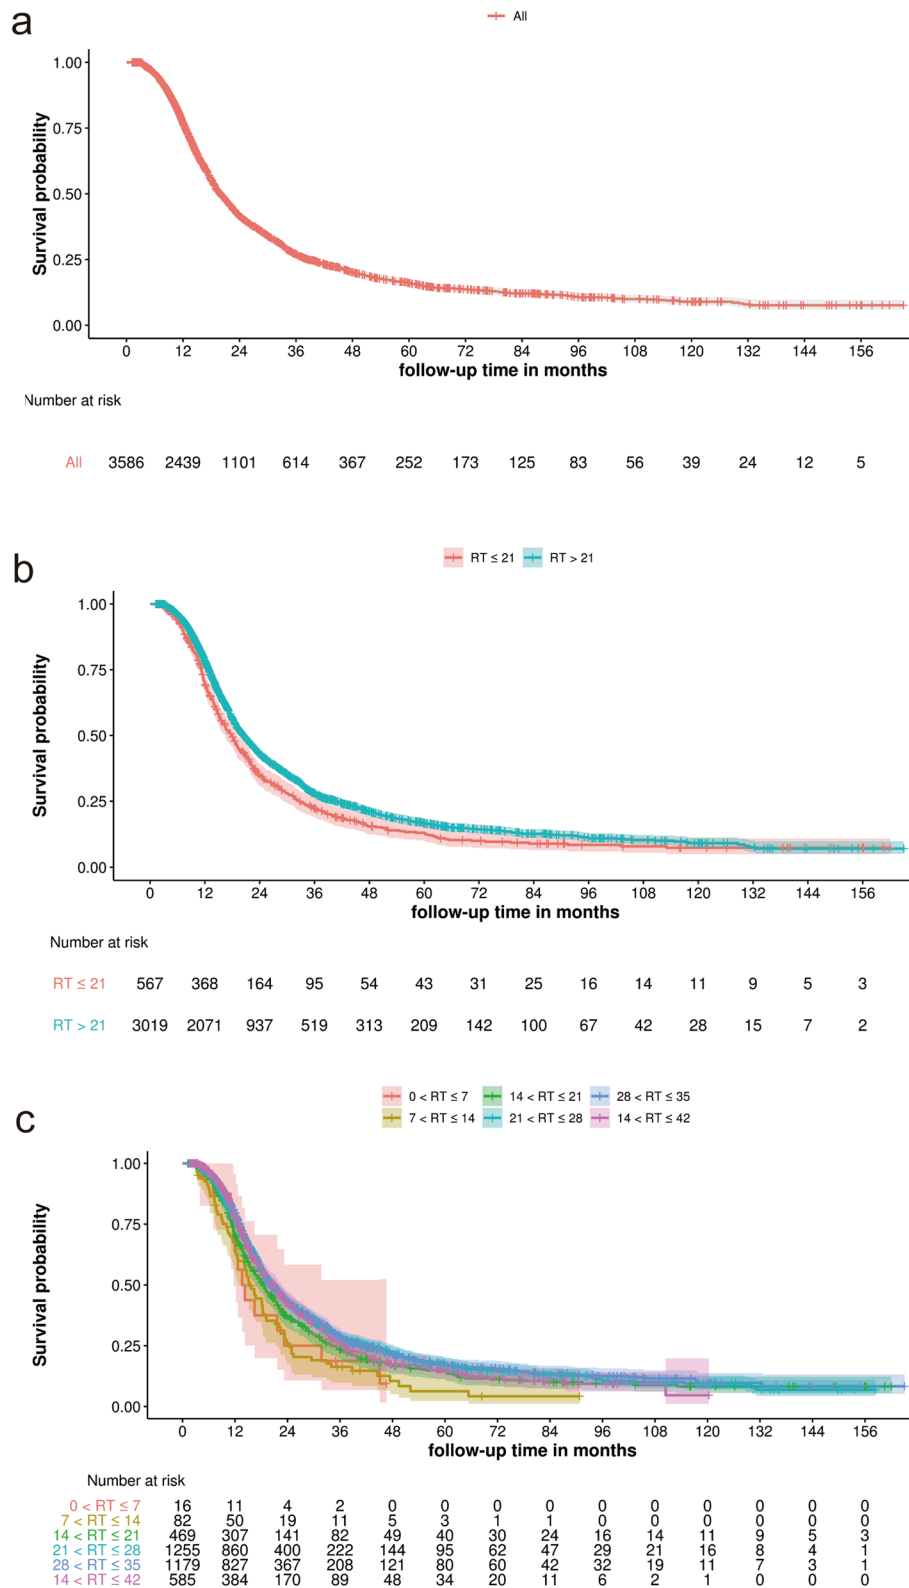 a
All
Survival probability
1.00
0.75
0.50
0.25
0.00
0 12 24 36 48 60 72 84 96 108 120 132 144 156
follow-up time in months
Number at risk
All 3586 2439 1101 614 367 252 173 125 83 56 39 24 12 5
b
RT ≤ 21 RT > 21
Survival probability
1.00
0.75
0.50
0.25
0.00
0 12 24 36 48 60 72 84 96 108 120 132 144 156
follow-up time in months
Number at risk
RT ≤ 21 567 368 164 95 54 43 31 25 16 14 11 9 5 3
RT > 21 3019 2071 937 519 313 209 142 100 67 42 28 15 7 2
c
0 < RT ≤ 7 14 < RT ≤ 21 28 < RT ≤ 35
7 < RT ≤ 14 21 < RT ≤ 28 14 < RT ≤ 42
Survival probability
1.00
0.75
0.50
0.25
0.00
0 12 24 36 48 60 72 84 96 108 120 132 144 156
follow-up time in months
Number at risk
0 < RT ≤ 7 16 11 4 2 0 0 0 0 0 0 0 0 0 0
7 < RT ≤ 14 82 50 19 11 5 3 1 1 0 0 0 0 0 0
14 < RT ≤ 21 469 307 141 82 49 40 30 24 16 14 11 9 5 3
21 < RT ≤ 28 1255 860 400 222 144 95 62 47 29 21 16 8 4 1
28 < RT ≤ 35 1179 827 367 208 121 80 60 42 32 19 11 7 3 1
14 < RT ≤ 42 585 384 170 89 48 34 20 11 6 2 1 0 0 0